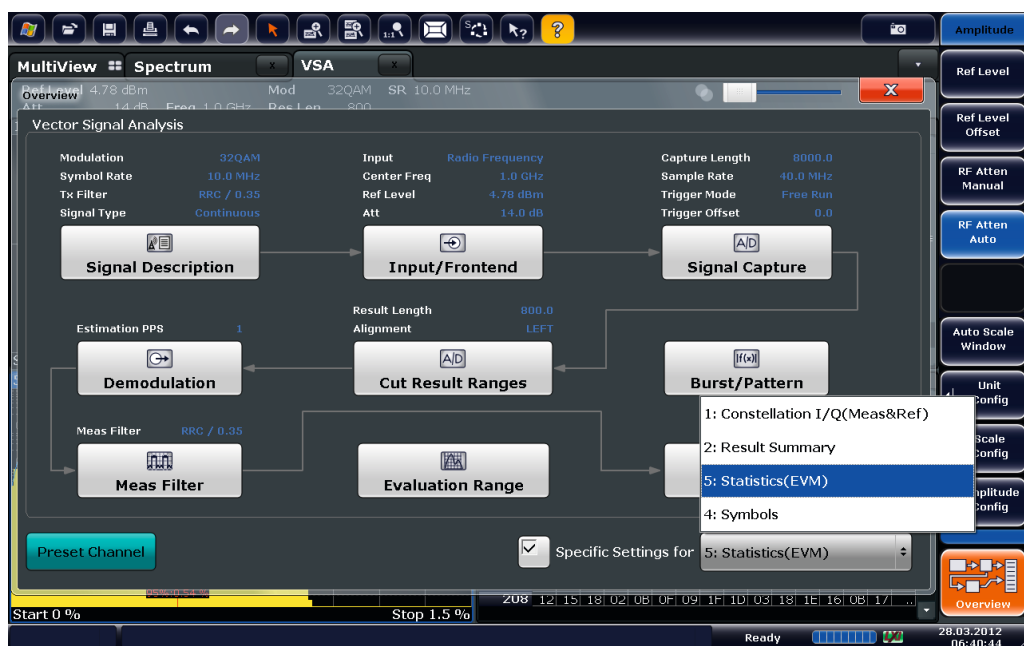 Amplitude
MultiView Spectrum VSA
Ref Level
Ref Level 4.78 dBm Mod 32QAM SR 10.0 MHz
Overview
Att 14 dB Freq 1.0 GHz Res Len 800
Vector Signal Analysis
Ref Level
Offset
Modulation 32QAM Input Radio Frequency Capture Length 8000.0
Symbol Rate 10.0 MHz Center Freq 1.0 GHz Sample Rate 40.0 MHz
Tx Filter RRC / 0.35 Ref Level 4.78 dBm Trigger Mode Free Run
Signal Type Continuous Att 14.0 dB Trigger Offset 0.0
RF Atten
Manual
RF Atten
Auto
A/D
Signal Description Input/Frontend Signal Capture
Result Length 800.0
Estimation PPS 1 Alignment LEFT
Auto Scale
Window
A/D If(x)
Demodulation Cut Result Ranges Burst/Pattern
Unit
Config
1: Constellation I/Q(Meas&Ref)
Meas Filter RRC / 0.35
2: Result Summary
Scale
Config
5: Statistics(EVM)
Meas Filter Evaluation Range
4: Symbols
mplitude
Config
Preset Channel Specific Settings for 5: Statistics(EVM)
Overview
208 12 15 18 02 0B 0F 09 1F 1D 03 18 1E 16 0B 17 ..
Start 0 % Stop 1.5 %
Ready
28.03.2012
06:40:44